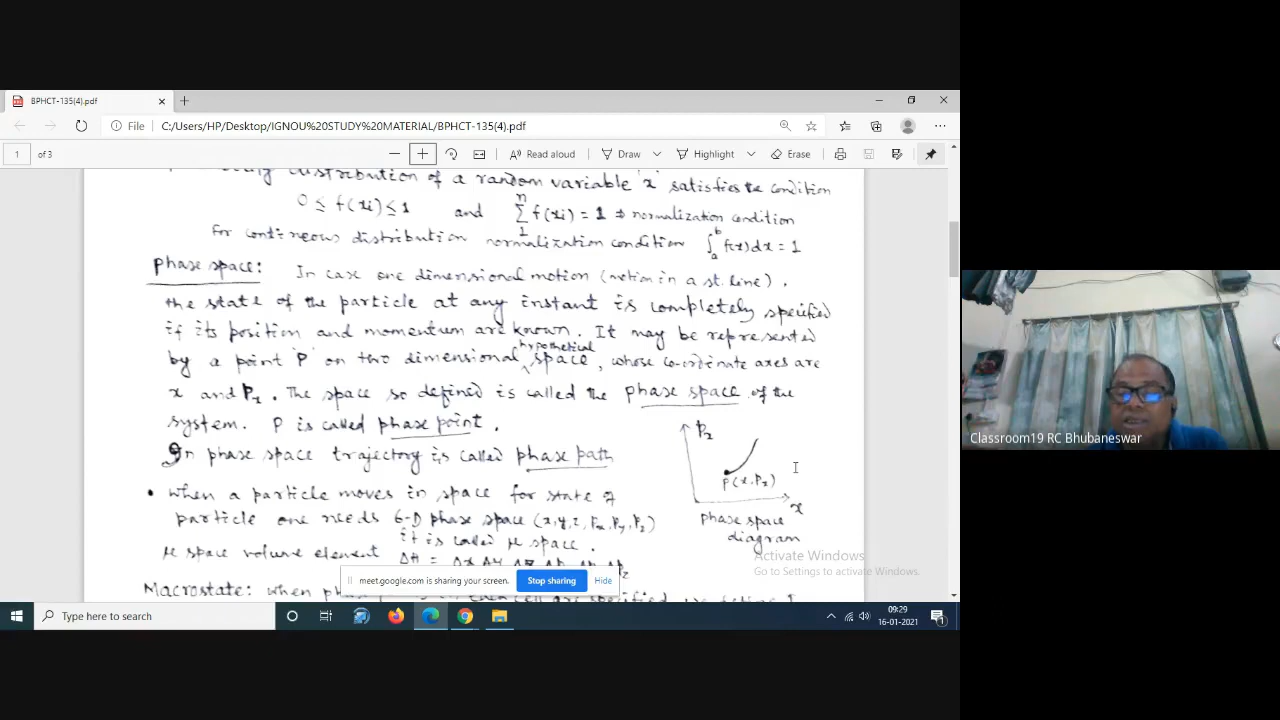 BPHCT-135(4).pdf
File C:/Users/HP/Desktop/IGNOU%20STUDY%20MATERIAL/BPHCT-135(4).pdf
1 of 3 Read aloud Draw Highlight Erase
distribution of a random variable 'x' satisfies the condition
0 ≤ f(xi) ≤ 1 and Σ₁ⁿ f(xi) = 1 ⇒ normalization condition
For continuous distribution normalization condition ∫ₐᵇ f(x)dx = 1
Phase space: In case one dimensional motion (motion in a st. line),
the state of the particle at any instant is completely specified
if its position and momentum are known. It may be represented
by a point 'P' on two dimensional hypothetical space, whose co-ordinate axes are
x and Px. The space so defined is called the phase space of the
system. P is called phase point.
In phase space trajectory is called phase path
Px
P(x,Px)
x
phase space
diagram
• When a particle moves in space for state of
particle one needs 6-D phase space (x,y,z,Px,Py,Pz)
it is called μ space.
μ space volume element
Macrostate: when
meet.google.com is sharing your screen. Stop sharing Hide
Activate Windows
Go to Settings to activate Windows.
Type here to search
09:29
16-01-2021
1
Classroom19 RC Bhubaneswar